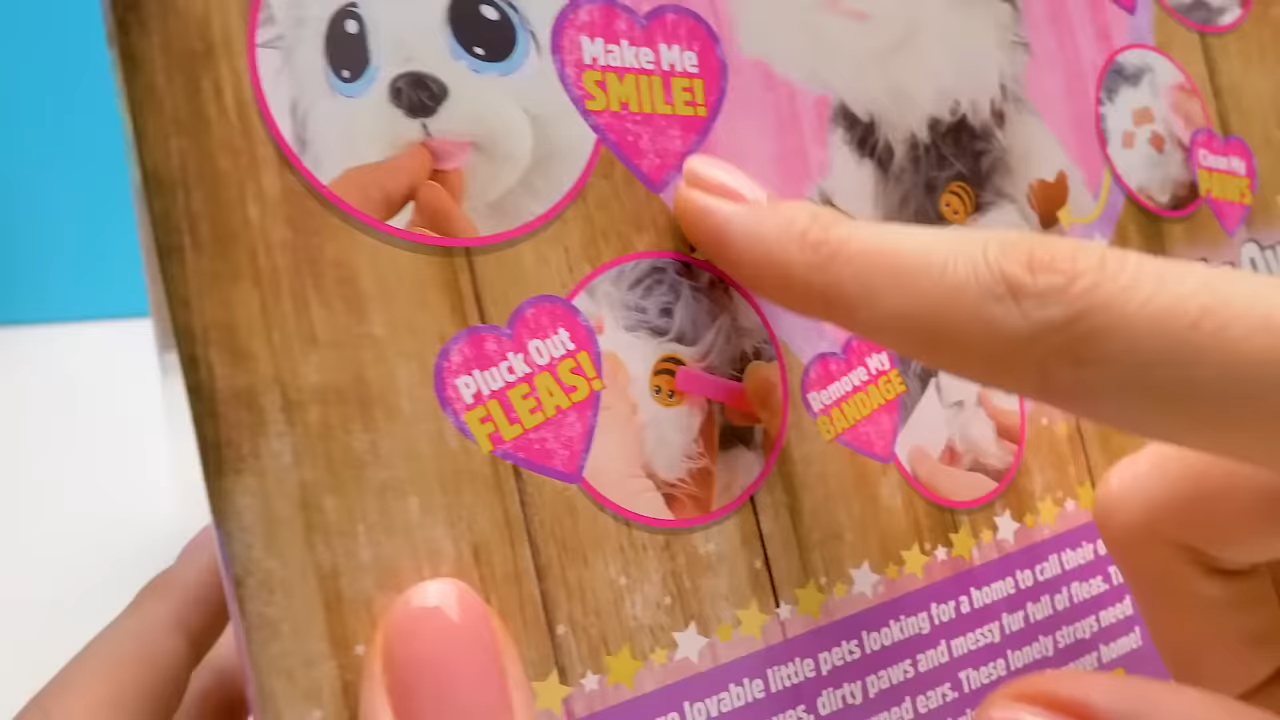 Make Me
SMILE!
Clean My
PAWS
Pluck Out
FLEAS!
Remove My
BANDAGE
lovable little pets looking for a home to call their
dirty paws and messy fur full of fleas.
ears. These lonely strays need
home!